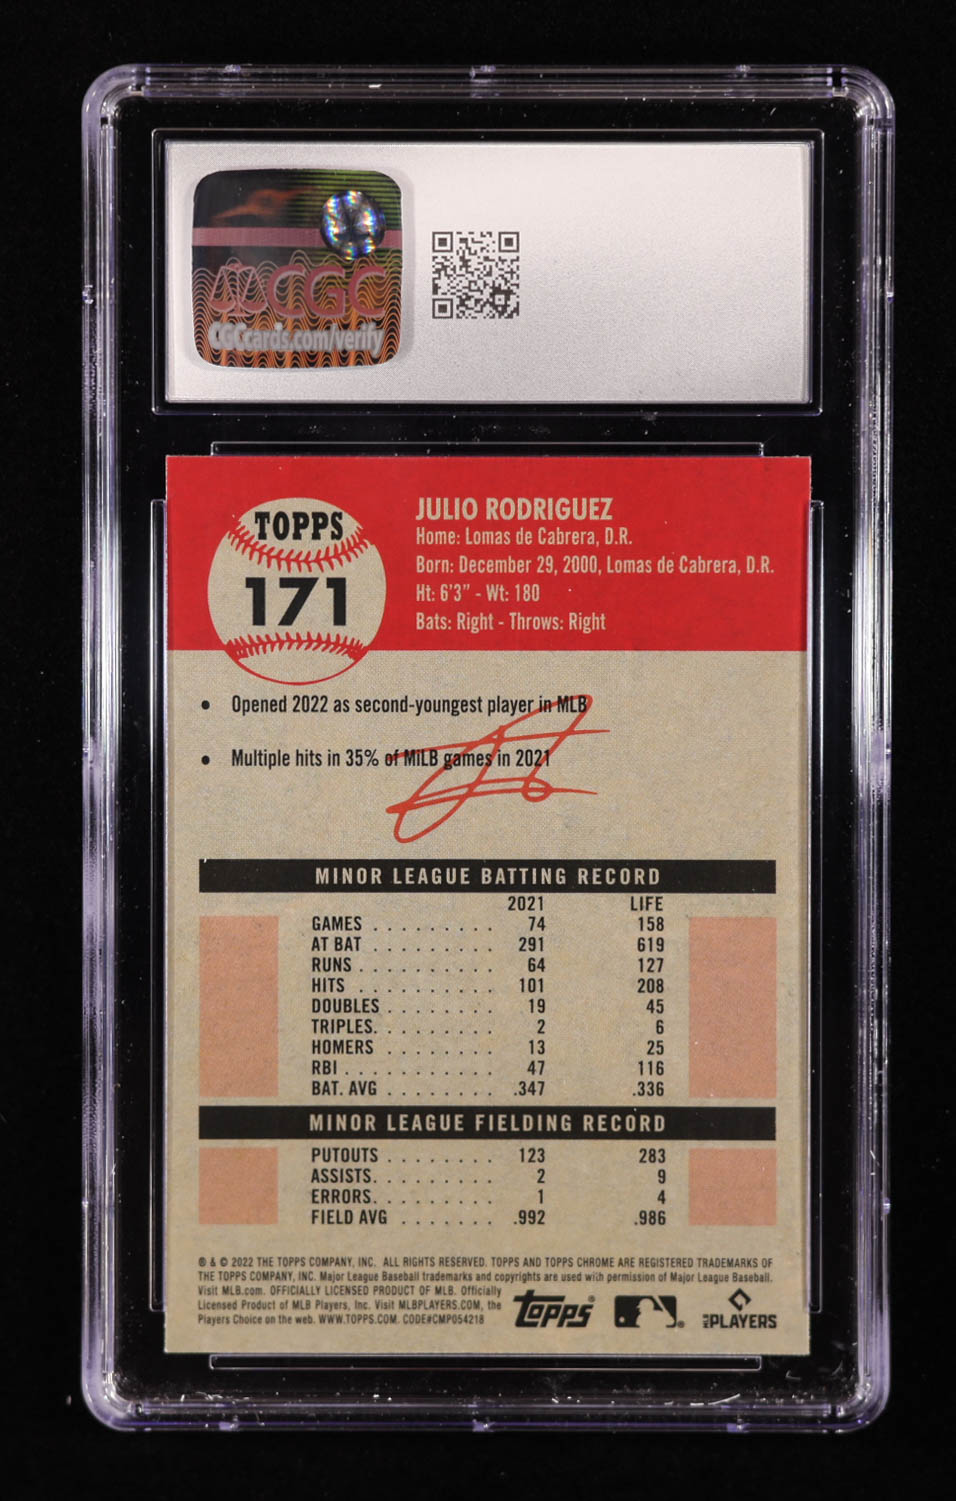 CGC
CGCcards.com/verify
TOPPS
171
JULIO RODRIGUEZ
Home: Lomas de Cabrera, D.R.
Born: December 29, 2000, Lomas de Cabrera, D.R.
Ht: 6'3" - Wt: 180
Bats: Right - Throws: Right
• Opened 2022 as second-youngest player in MLB
• Multiple hits in 35% of MiLB games in 2021
MINOR LEAGUE BATTING RECORD
2021 LIFE
GAMES . . . . . . . . . 74 158
AT BAT . . . . . . . . . 291 619
RUNS . . . . . . . . . . 64 127
HITS . . . . . . . . . . 101 208
DOUBLES . . . . . . . . 19 45
TRIPLES. . . . . . . . . 2 6
HOMERS . . . . . . . . 13 25
RBI . . . . . . . . . . . 47 116
BAT. AVG . . . . . . . . .347 .336
MINOR LEAGUE FIELDING RECORD
PUTOUTS . . . . . . . . 123 283
ASSISTS. . . . . . . . . 2 9
ERRORS. . . . . . . . . 1 4
FIELD AVG . . . . . . . .992 .986
® & © 2022 THE TOPPS COMPANY, INC. ALL RIGHTS RESERVED. TOPPS AND TOPPS CHROME ARE REGISTERED TRADEMARKS OF
THE TOPPS COMPANY, INC. Major League Baseball trademarks and copyrights are used with permission of Major League Baseball.
Visit MLB.com. OFFICIALLY LICENSED PRODUCT OF MLB. Officially
Licensed Product of MLB Players, Inc. Visit MLBPLAYERS.COM, the
Players Choice on the web. WWW.TOPPS.COM. CODE#CMP054218
topps®
MLB PLAYERS